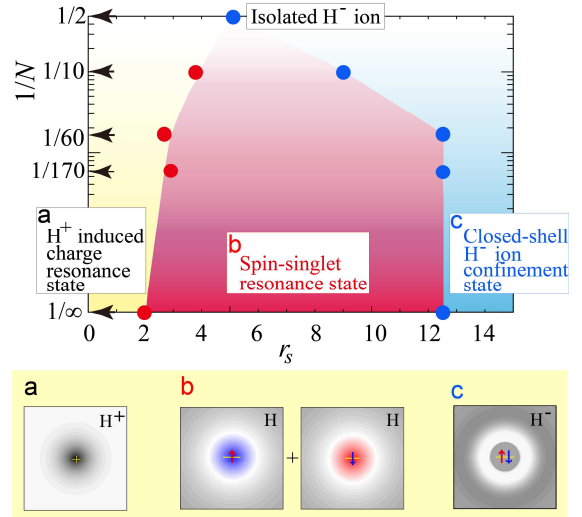 1/2
Isolated H⁻ ion
1/N
1/10
1/60
1/170
a
H⁺ induced
charge
resonance
state
b
Spin-singlet
resonance state
c
Closed-shell
H⁻ ion
confinement
state
1/∞
0 2 4 6 8 10 12 14
rₛ
a b c
H⁺ H + H H⁻